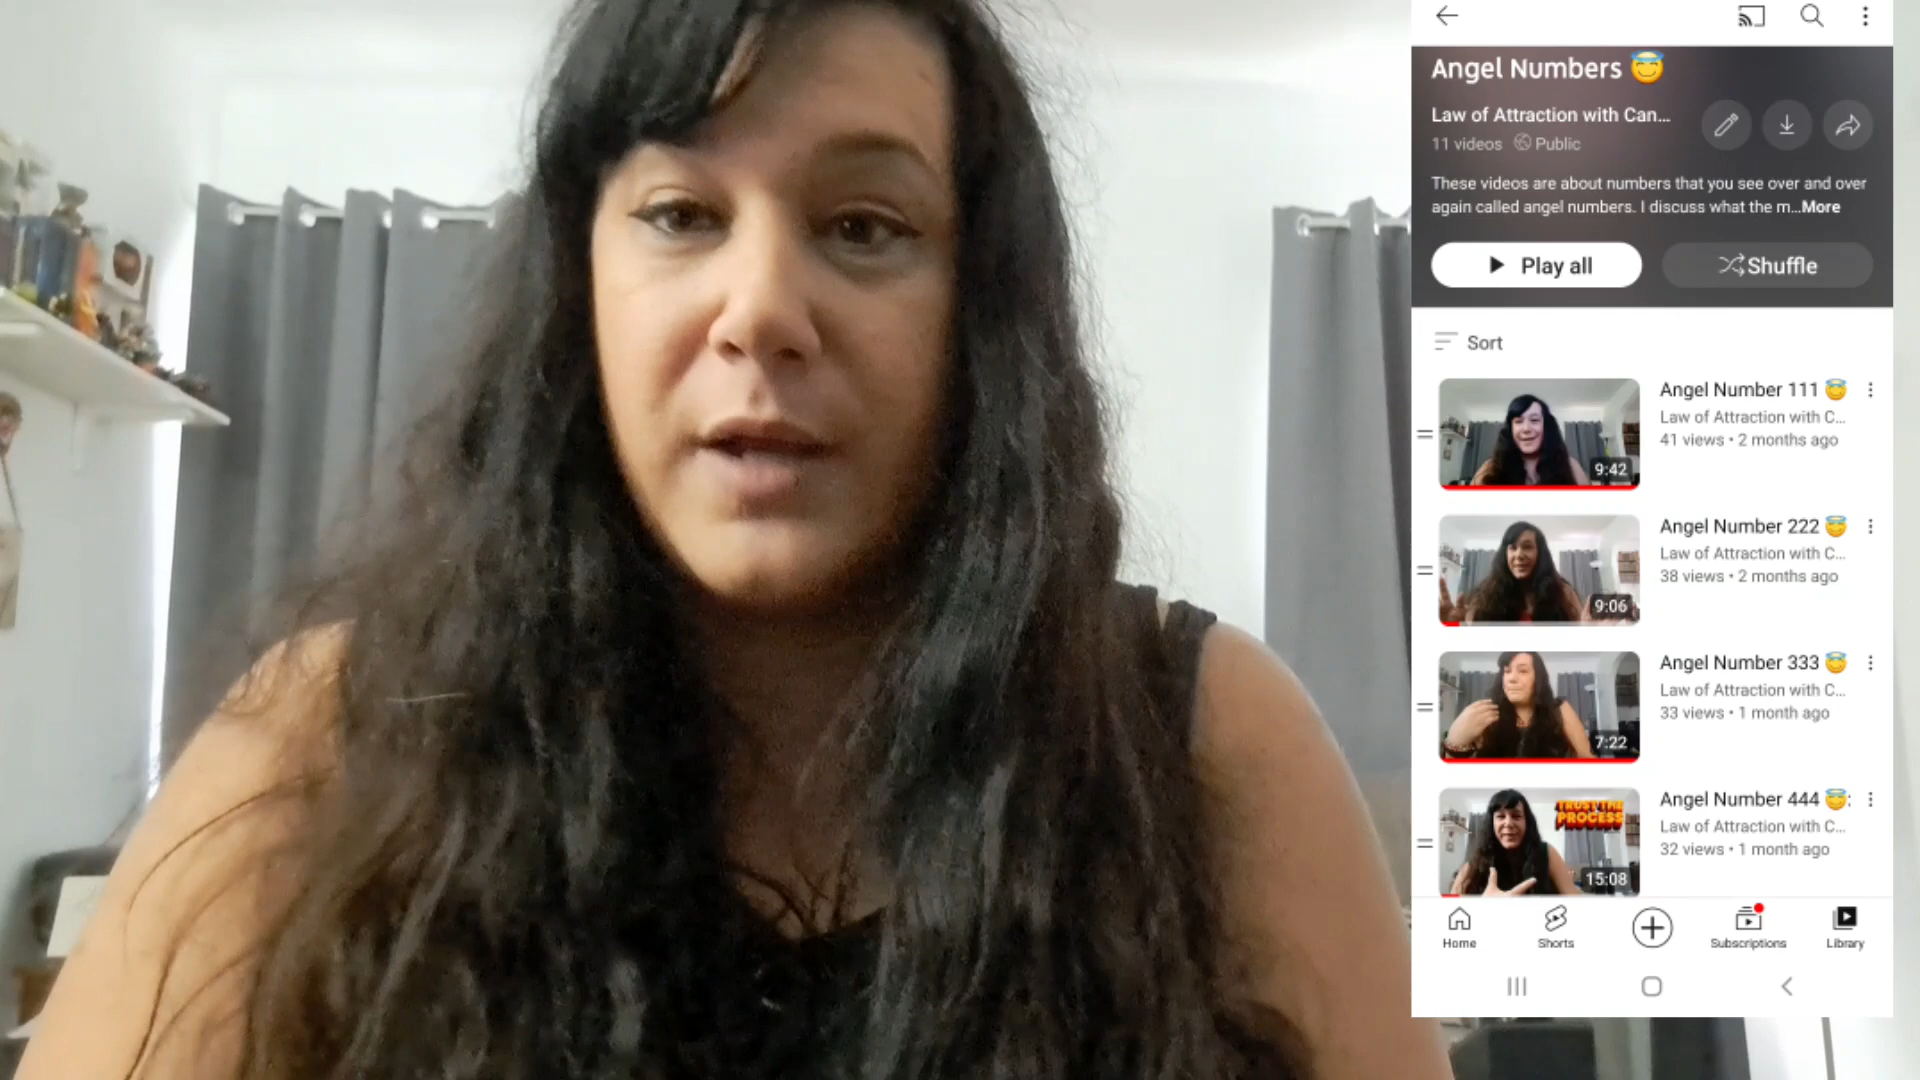 Angel Numbers 😇
Law of Attraction with Can...
11 videos Public
These videos are about numbers that you see over and over
again called angel numbers. I discuss what the m...More
Play all
Shuffle
Sort
Angel Number 111 😇
Law of Attraction with C...
41 views • 2 months ago
9:42
Angel Number 222 😇
Law of Attraction with C...
38 views • 2 months ago
9:06
Angel Number 333 😇
Law of Attraction with C...
33 views • 1 month ago
7:22
Angel Number 444 😇:
Law of Attraction with C...
32 views • 1 month ago
TRUST THE
PROCESS
15:08
Home
Shorts
Subscriptions
Library